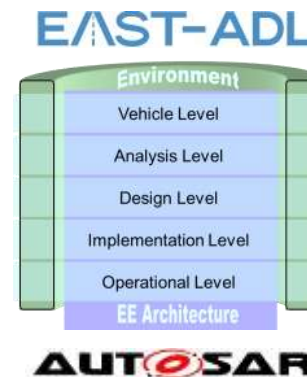 EAST-ADL
Environment
Vehicle Level
Analysis Level
Design Level
Implementation Level
Operational Level
EE Architecture
AUTOSAR